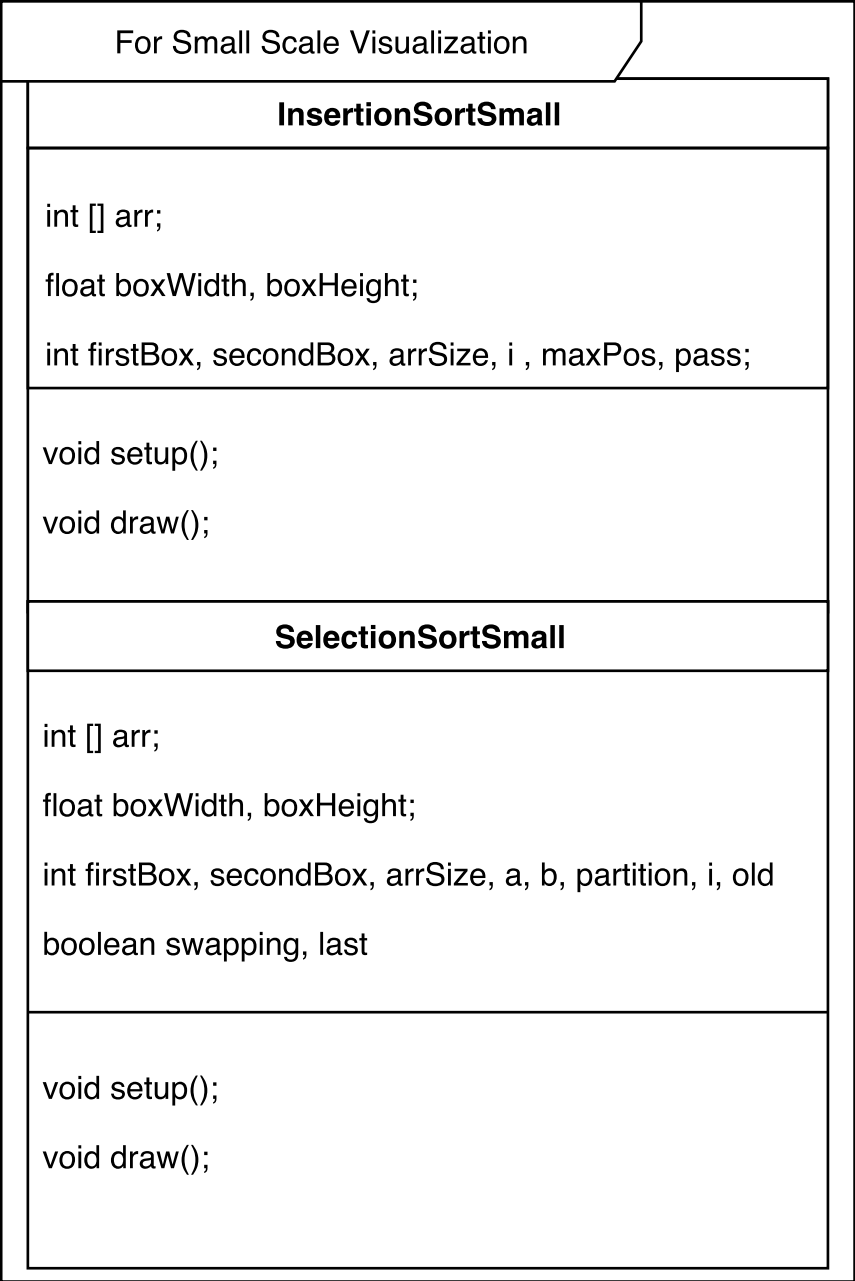 For Small Scale Visualization
InsertionSortSmall
int [] arr;
float boxWidth, boxHeight;
int firstBox, secondBox, arrSize, i , maxPos, pass;
void setup();
void draw();
SelectionSortSmall
int [] arr;
float boxWidth, boxHeight;
int firstBox, secondBox, arrSize, a, b, partition, i, old
boolean swapping, last
void setup();
void draw();